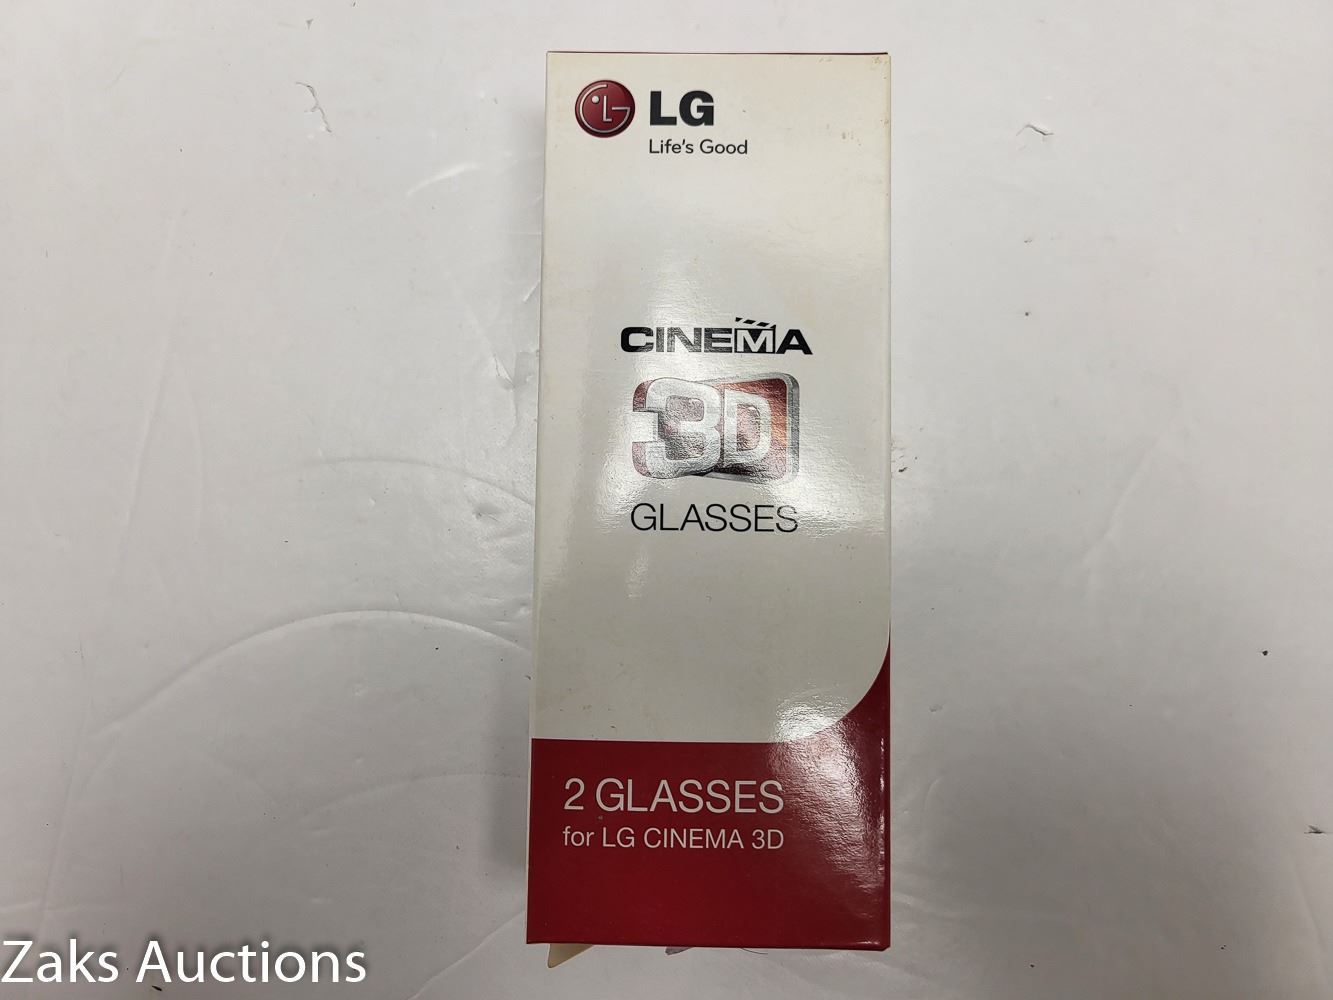 LG
Life's Good
CINEMA
3D
GLASSES
2 GLASSES
for LG CINEMA 3D
Zaks Auctions